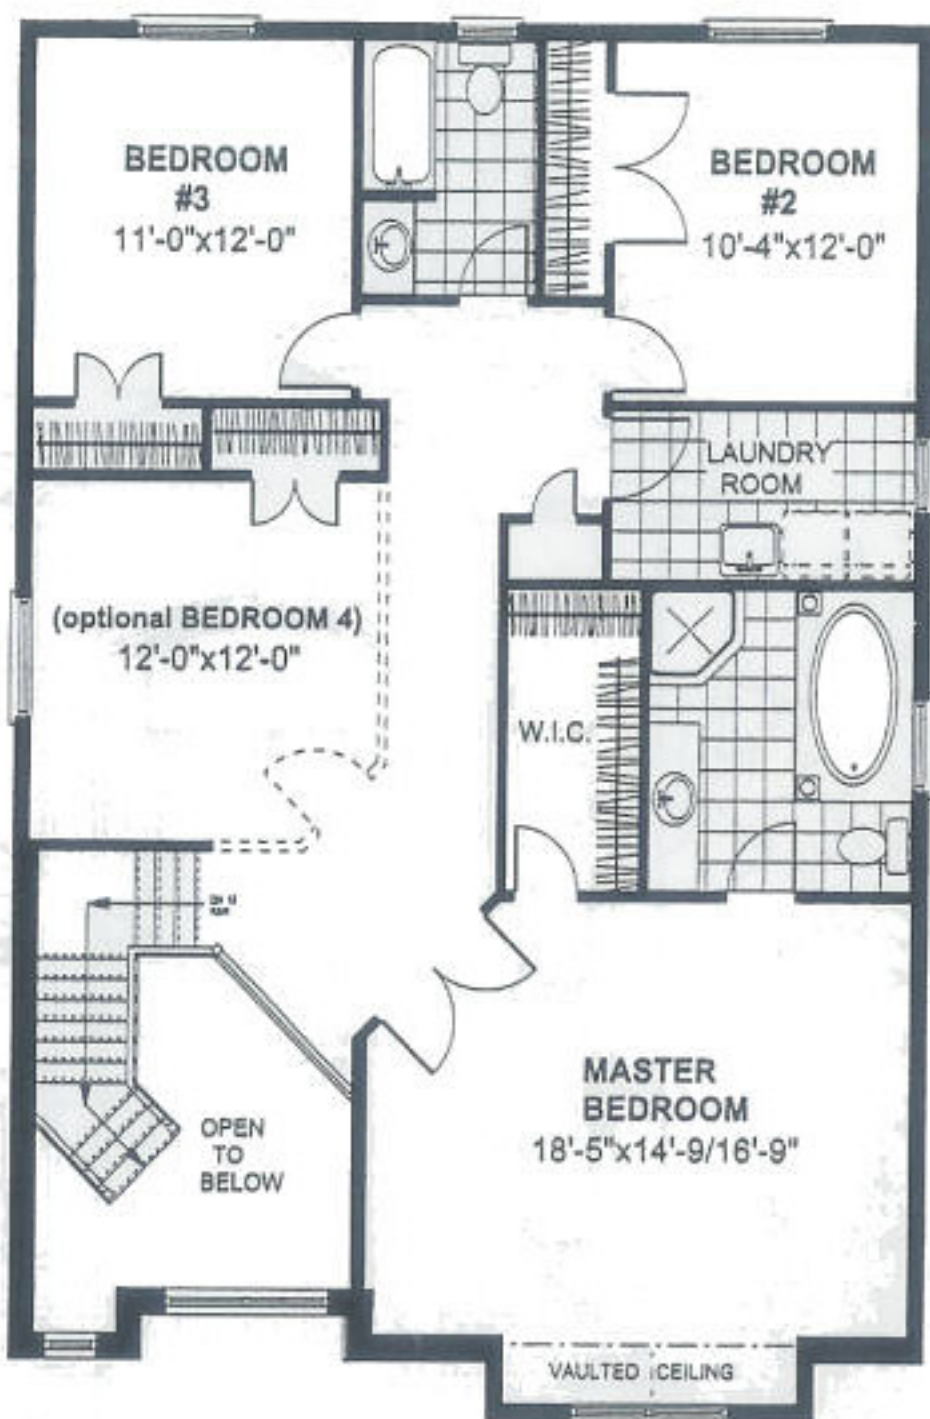 BEDROOM
#3
11'-0"x12'-0"
BEDROOM
#2
10'-4"x12'-0"
LAUNDRY
ROOM
(optional BEDROOM 4)
12'-0"x12'-0"
W.I.C.
MASTER
BEDROOM
18'-5"x14'-9/16'-9"
OPEN
TO
BELOW
VAULTED CEILING